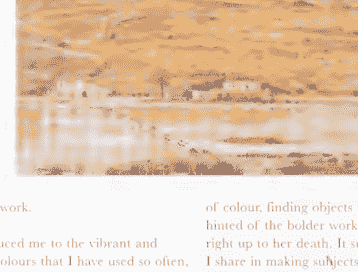 work.
uced me to the vibrant and
olours that I have used so often,
of colour, finding objects
hinted of the bolder work
right up to her death. It s
I share in making subjects